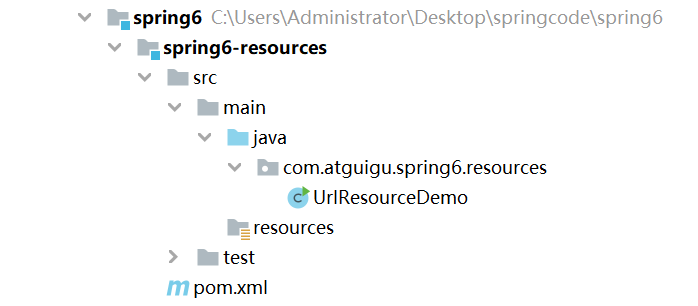 spring6 C:\Users\Administrator\Desktop\springcode\spring6
spring6-resources
src
main
java
com.atguigu.spring6.resources
UrlResourceDemo
resources
test
pom.xml